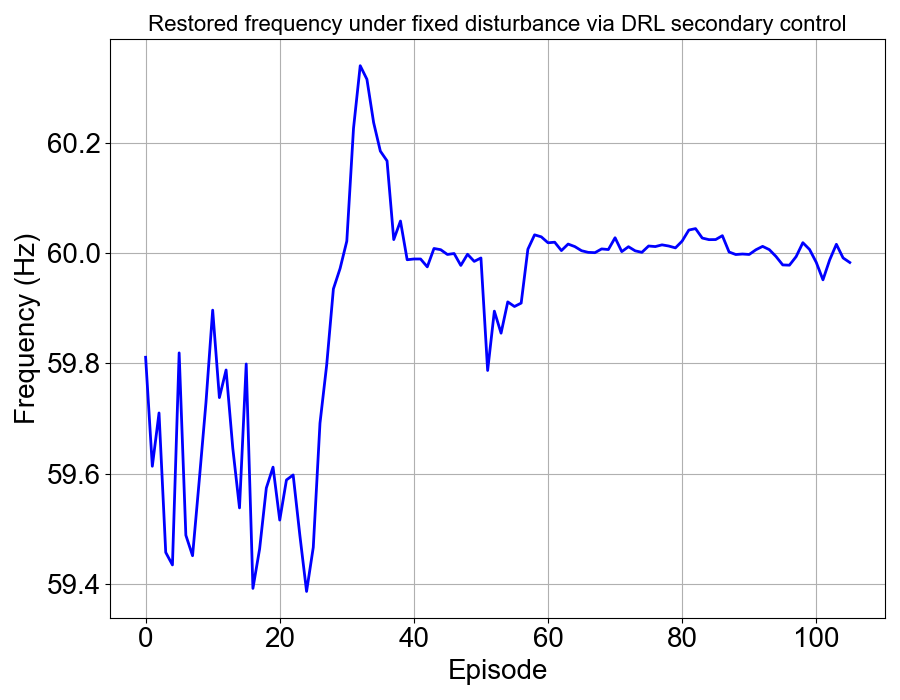 Restored frequency under fixed disturbance via DRL secondary control
Frequency (Hz)
60.2
60.0
59.8
59.6
59.4
0 20 40 60 80 100
Episode